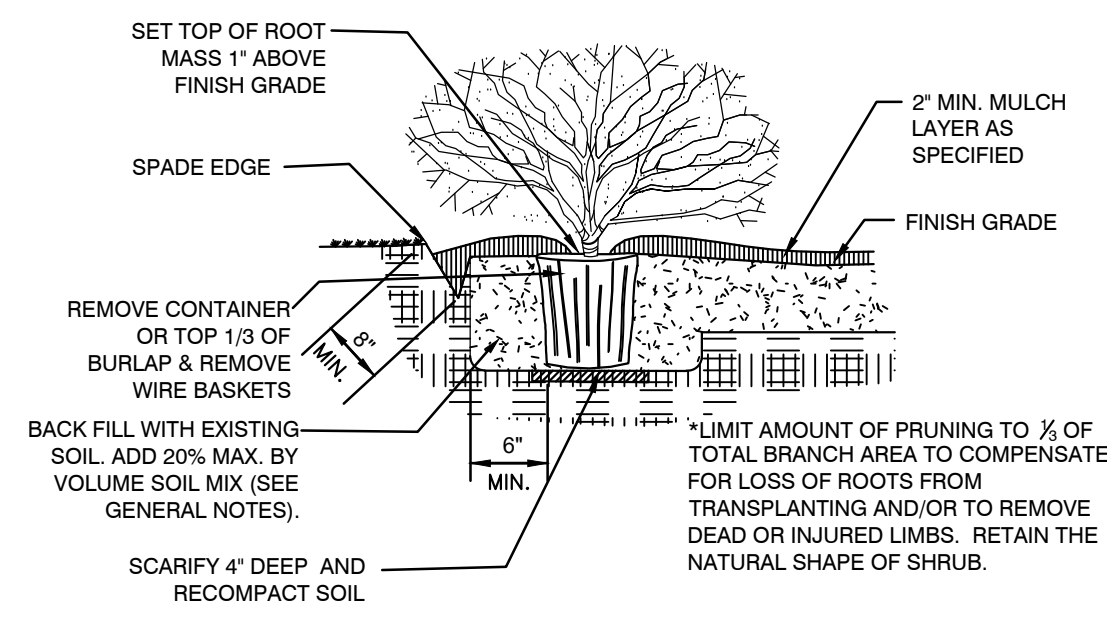 SET TOP OF ROOT
MASS 1" ABOVE
FINISH GRADE
SPADE EDGE
2" MIN. MULCH
LAYER AS
SPECIFIED
FINISH GRADE
REMOVE CONTAINER
OR TOP 1/3 OF
BURLAP & REMOVE
WIRE BASKETS
8"
MIN.
BACK FILL WITH EXISTING
SOIL. ADD 20% MAX. BY
VOLUME SOIL MIX (SEE
GENERAL NOTES).
6"
MIN.
*LIMIT AMOUNT OF PRUNING TO ⅓ OF
TOTAL BRANCH AREA TO COMPENSATE
FOR LOSS OF ROOTS FROM
TRANSPLANTING AND/OR TO REMOVE
DEAD OR INJURED LIMBS. RETAIN THE
NATURAL SHAPE OF SHRUB.
SCARIFY 4" DEEP AND
RECOMPACT SOIL